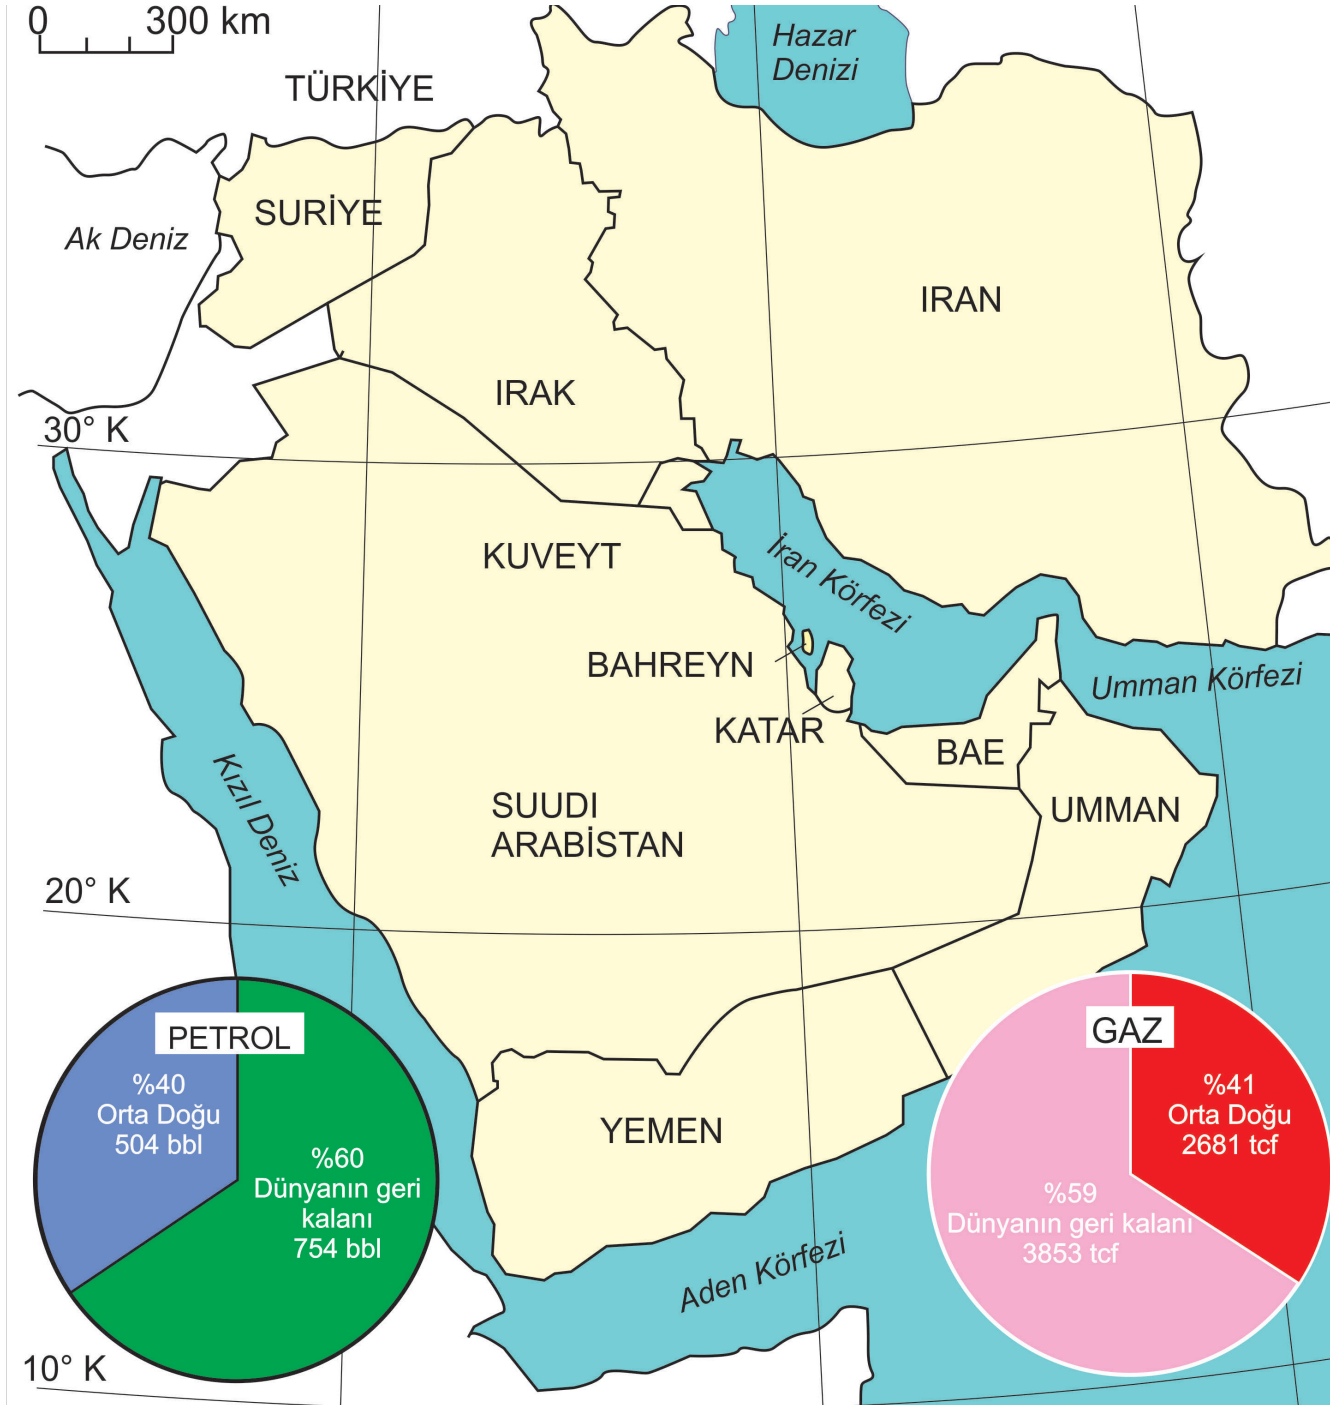 0 300 km
Hazar
Denizi
TÜRKİYE
SURİYE
Ak Deniz
IRAN
IRAK
30° K
KUVEYT
İran Körfezi
BAHREYN
Umman Körfezi
KATAR
BAE
Kızıl Deniz
SUUDI
ARABİSTAN
UMMAN
20° K
PETROL
%40
Orta Doğu
504 bbl
%60
Dünyanın geri
kalanı
754 bbl
GAZ
%41
Orta Doğu
2681 tcf
%59
Dünyanın geri kalanı
3853 tcf
YEMEN
Aden Körfezi
10° K